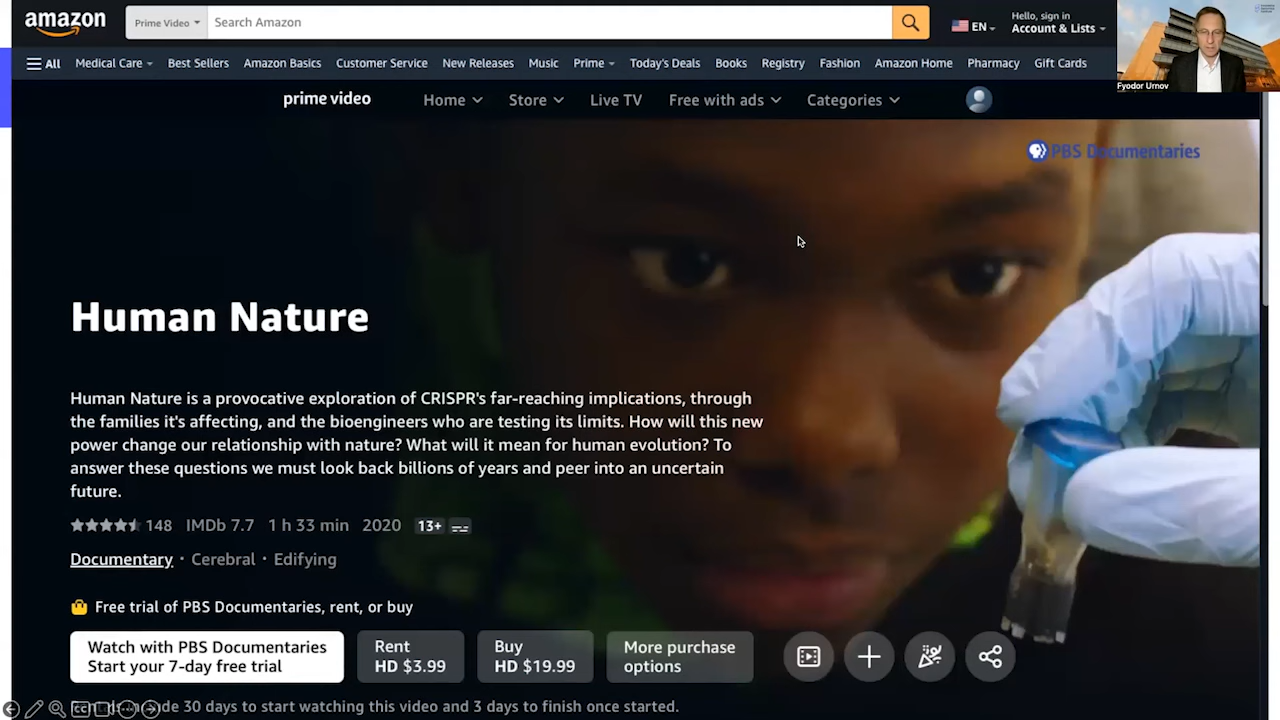 amazon
Prime Video
Search Amazon
EN
Hello, sign in
Account & Lists
All
Medical Care
Best Sellers
Amazon Basics
Customer Service
New Releases
Music
Prime
Today's Deals
Books
Registry
Fashion
Amazon Home
Pharmacy
Gift Cards
Fyodor Urnov
prime video
Home
Store
Live TV
Free with ads
Categories
PBS Documentaries
Human Nature
Human Nature is a provocative exploration of CRISPR's far-reaching implications, through
the families it's affecting, and the bioengineers who are testing its limits. How will this new
power change our relationship with nature? What will it mean for human evolution? To
answer these questions we must look back billions of years and peer into an uncertain
future.
148 IMDb 7.7 1 h 33 min 2020 13+
Documentary · Cerebral · Edifying
Free trial of PBS Documentaries, rent, or buy
Watch with PBS Documentaries
Start your 7-day free trial
Rent
HD $3.99
Buy
HD $19.99
More purchase
options
30 days to start watching this video and 3 days to finish once started.